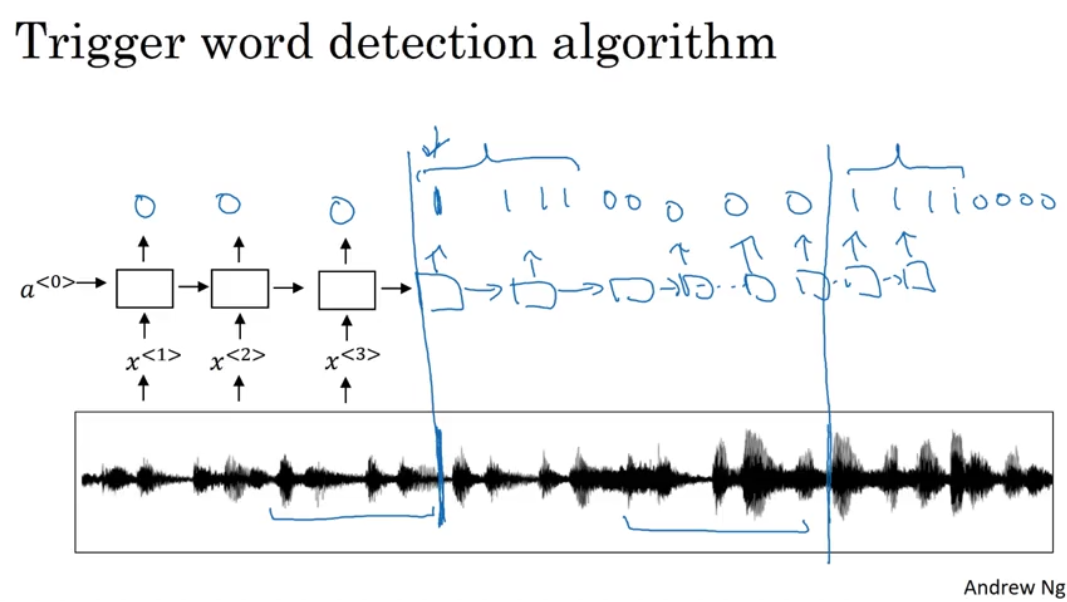 Trigger word detection algorithm
0 0 0 1 1 1 1 0 0 0 0 0 1 1 1 1 0 0 0 0
a<0>
x<1> x<2> x<3>
Andrew Ng